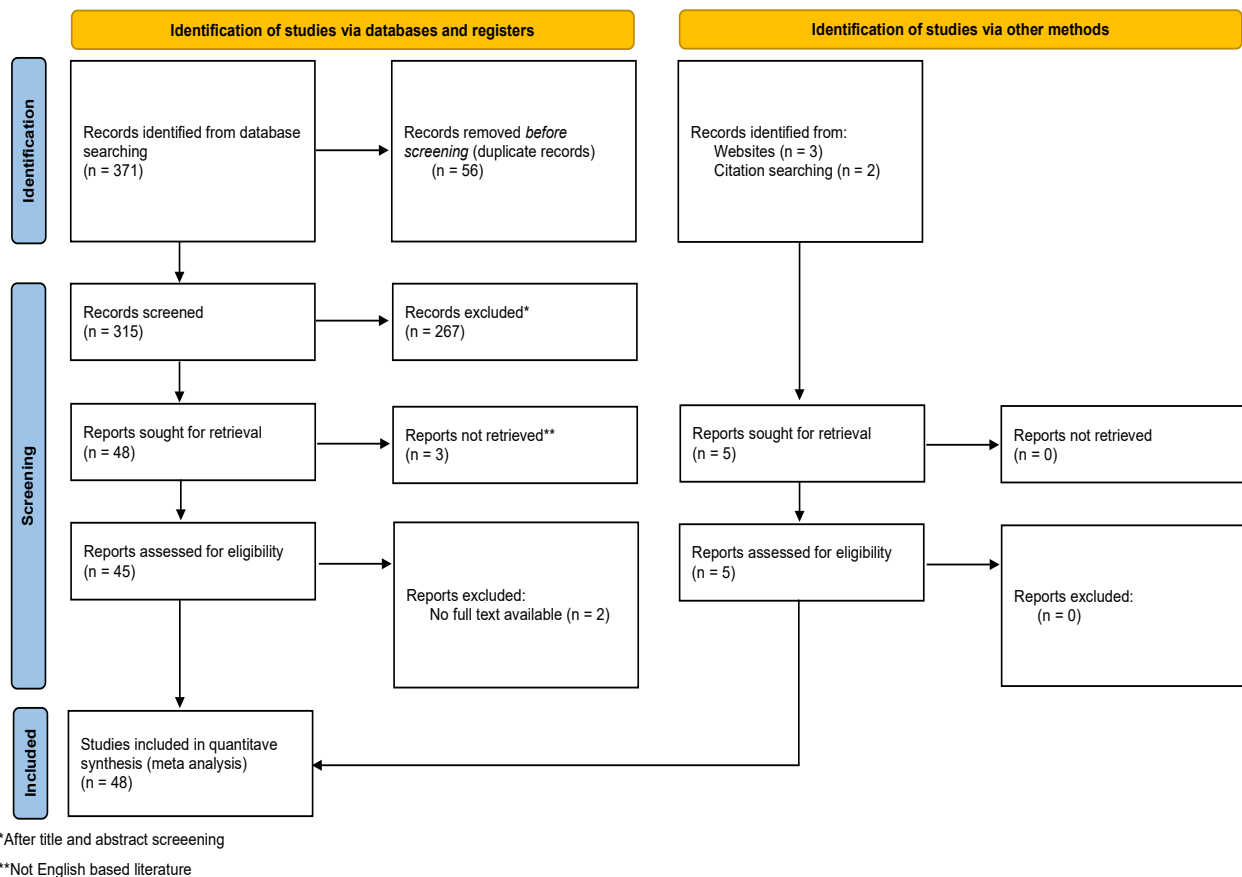 Identification of studies via databases and registers
Identification of studies via other methods
Identification
Records identified from database
searching
(n = 371)
Records removed before
screening (duplicate records)
(n = 56)
Records identified from:
Websites (n = 3)
Citation searching (n = 2)
Screening
Records screened
(n = 315)
Records excluded*
(n = 267)
Reports sought for retrieval
(n = 48)
Reports not retrieved**
(n = 3)
Reports sought for retrieval
(n = 5)
Reports not retrieved
(n = 0)
Reports assessed for eligibility
(n = 45)
Reports excluded:
No full text available (n = 2)
Reports assessed for eligibility
(n = 5)
Reports excluded:
(n = 0)
Included
Studies included in quantitave
synthesis (meta analysis)
(n = 48)
*After title and abstract screeening
**Not English based literature